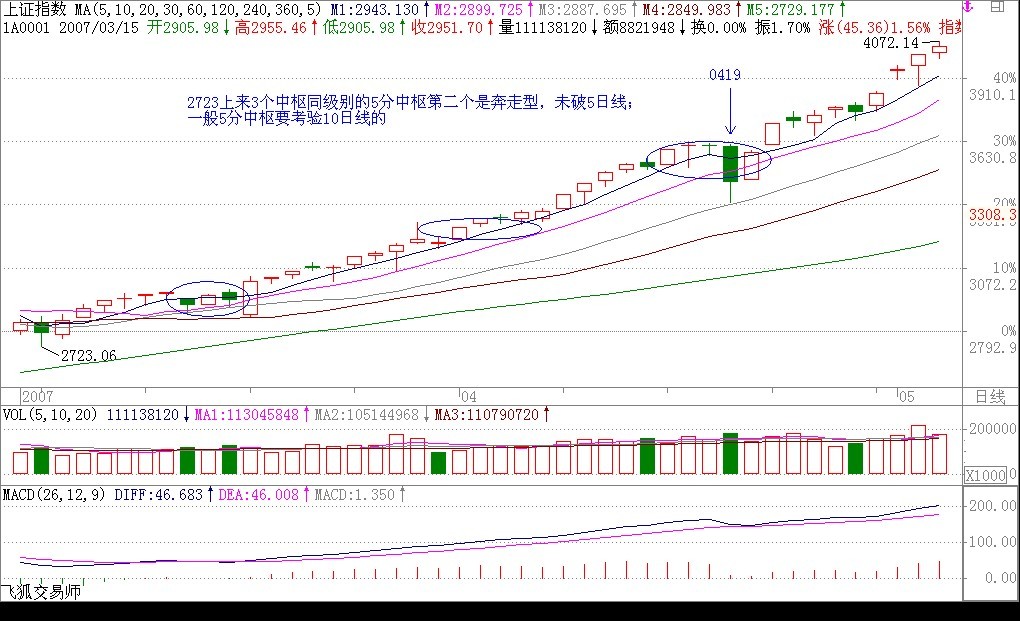 上证指数 MA(5,10,20,30,60,120,240,360,5) M1:2943.130↑M2:2899.725↑M3:2887.695↑M4:2849.983↑M5:2729.177↑
1A0001 2007/03/15 开2905.98↓高2955.46↑低2905.98↑收2951.70↑量111138120↓额8821948↓换0.00% 振1.70% 涨(45.36)1.56% 指数
4072.14
0419
40%
3910.1
2723上来3个中枢同级别的5分中枢第二个是奔走型，未破5日线；
一般5分中枢要考验10日线的
30%
3630.8
20%
3308.3
10%
3072.2
0%
2792.9
2723.06
2007 04 05 日线
VOL(5,10,20) 111138120↓MA1:113045848↑MA2:105144968↓MA3:110790720↑
200000
X1000 0
MACD(26,12,9) DIFF:46.683↑DEA:46.008↑MACD:1.350↑
200.00
100.00
0.00
飞狐交易师